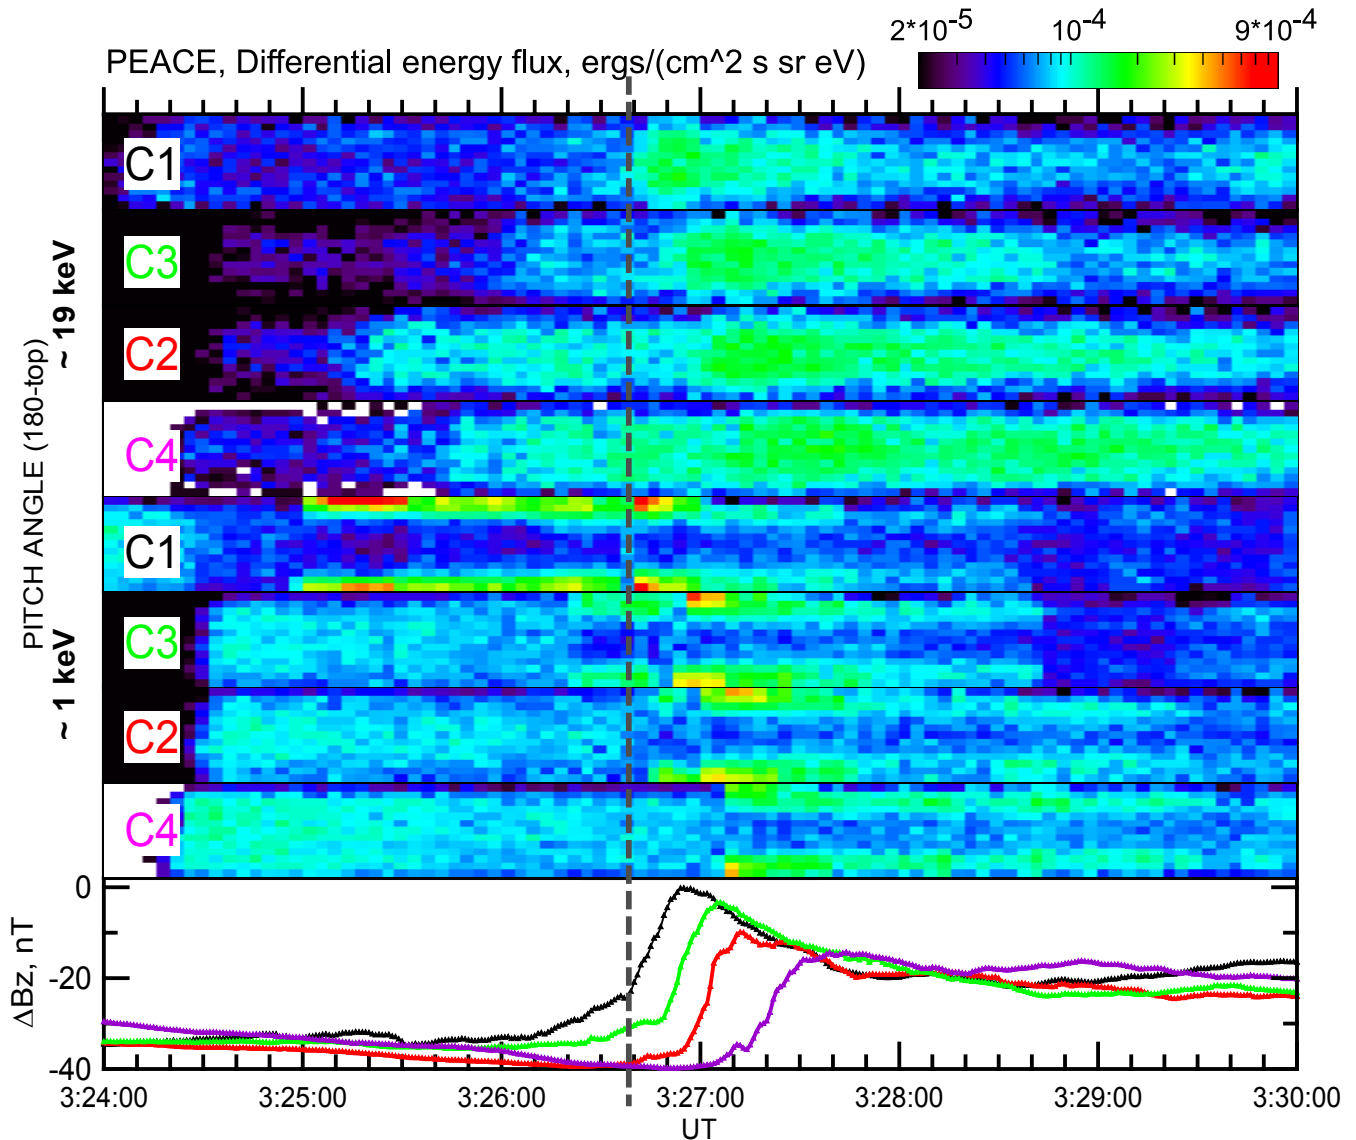 2*10-5 10-4 9*10-4
PEACE, Differential energy flux, ergs/(cm^2 s sr eV)
PITCH ANGLE (180-top)
~ 19 keV
C1
C3
C2
C4
~ 1 keV
C1
C3
C2
C4
ΔBz, nT
0
-20
-40
3:24:00 3:25:00 3:26:00 3:27:00 3:28:00 3:29:00 3:30:00
UT